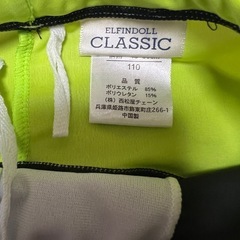 ELFINDOLL
CLASSIC
110
品質
ポリエステル 85%
ポリウレタン 15%
(株) 西松屋チェーン
兵庫県姫路市飾東町庄266-1
中国製